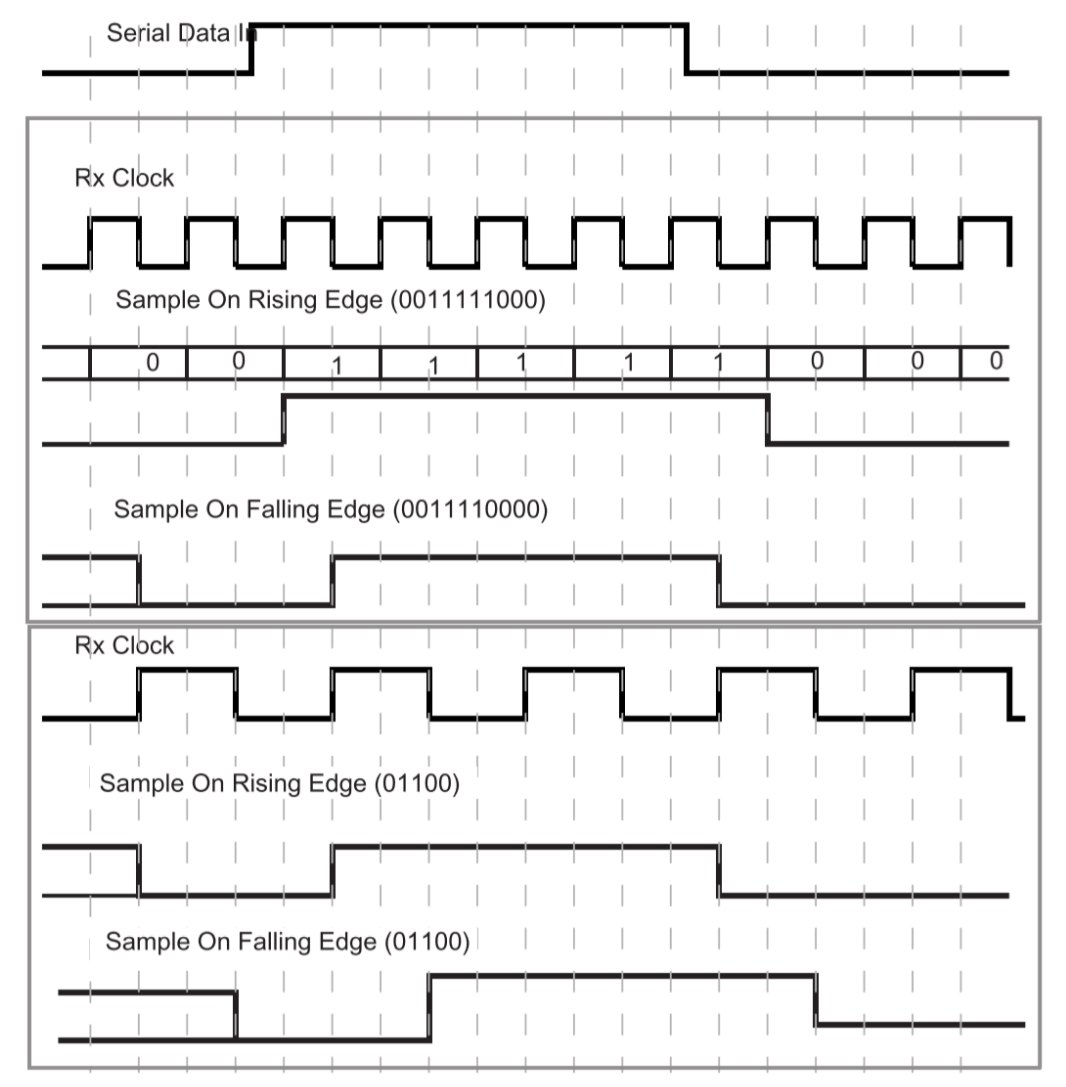 Serial Data In
Rx Clock
Sample On Rising Edge (0011111000)
0 0 1 1 1 1 1 0 0 0
Sample On Falling Edge (0011110000)
Rx Clock
Sample On Rising Edge (01100)
Sample On Falling Edge (01100)